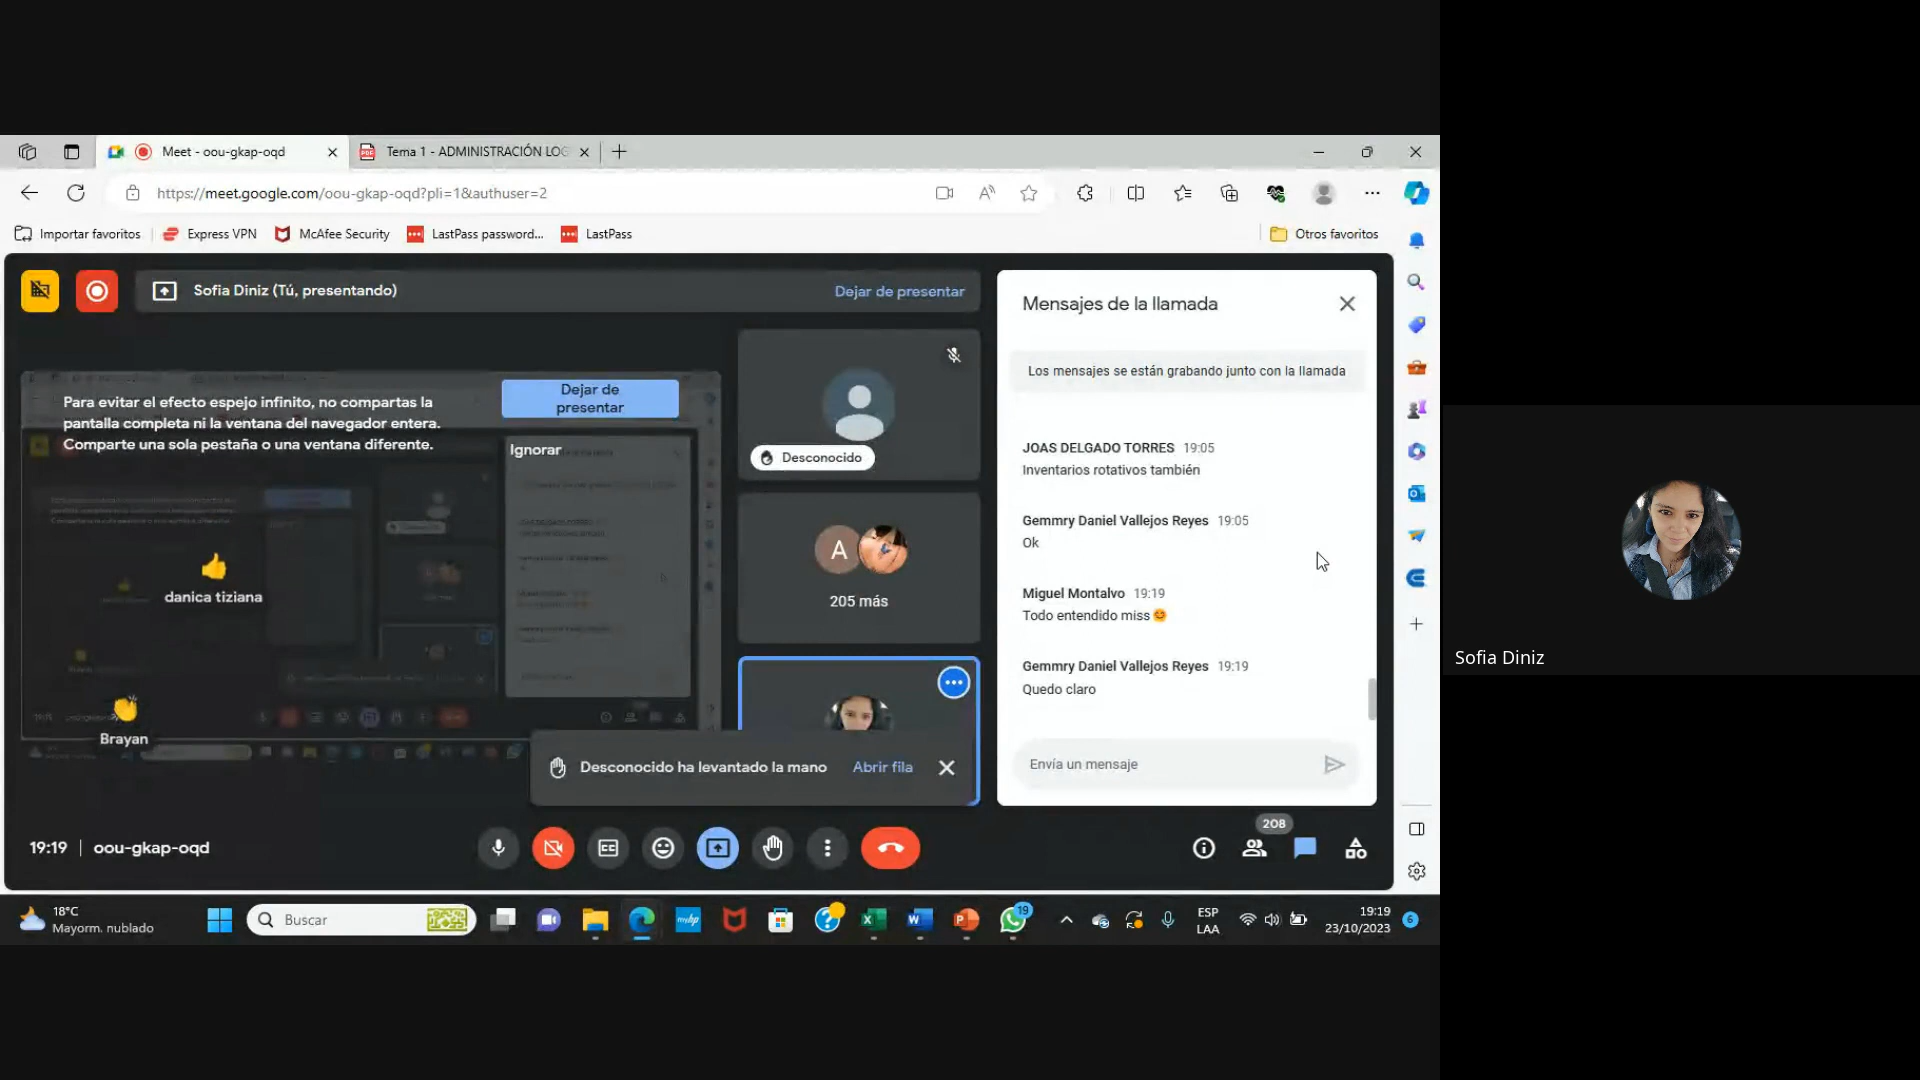 Meet - oou-gkap-oqd
Tema 1 - ADMINISTRACIÓN LOG
https://meet.google.com/oou-gkap-oqd?pli=1&authuser=2
Importar favoritos
Express VPN
McAfee Security
LastPass password...
LastPass
Otros favoritos
Sofia Diniz (Tú, presentando)
Dejar de presentar
Para evitar el efecto espejo infinito, no compartas la
pantalla completa ni la ventana del navegador entera.
Comparte una sola pestaña o una ventana diferente.
Dejar de
presentar
Ignorar
danica tiziana
Brayan
Desconocido
A
205 más
Desconocido ha levantado la mano
Abrir fila
Mensajes de la llamada
Los mensajes se están grabando junto con la llamada
JOAS DELGADO TORRES 19:05
Inventarios rotativos también
Gemmry Daniel Vallejos Reyes 19:05
Ok
Miguel Montalvo 19:19
Todo entendido miss😊
Gemmry Daniel Vallejos Reyes 19:19
Quedo claro
Envía un mensaje
19:19 | oou-gkap-oqd
208
Sofia Diniz
18°C
Mayorm. nublado
Buscar
19
ESP
LAA
19:19
23/10/2023
6